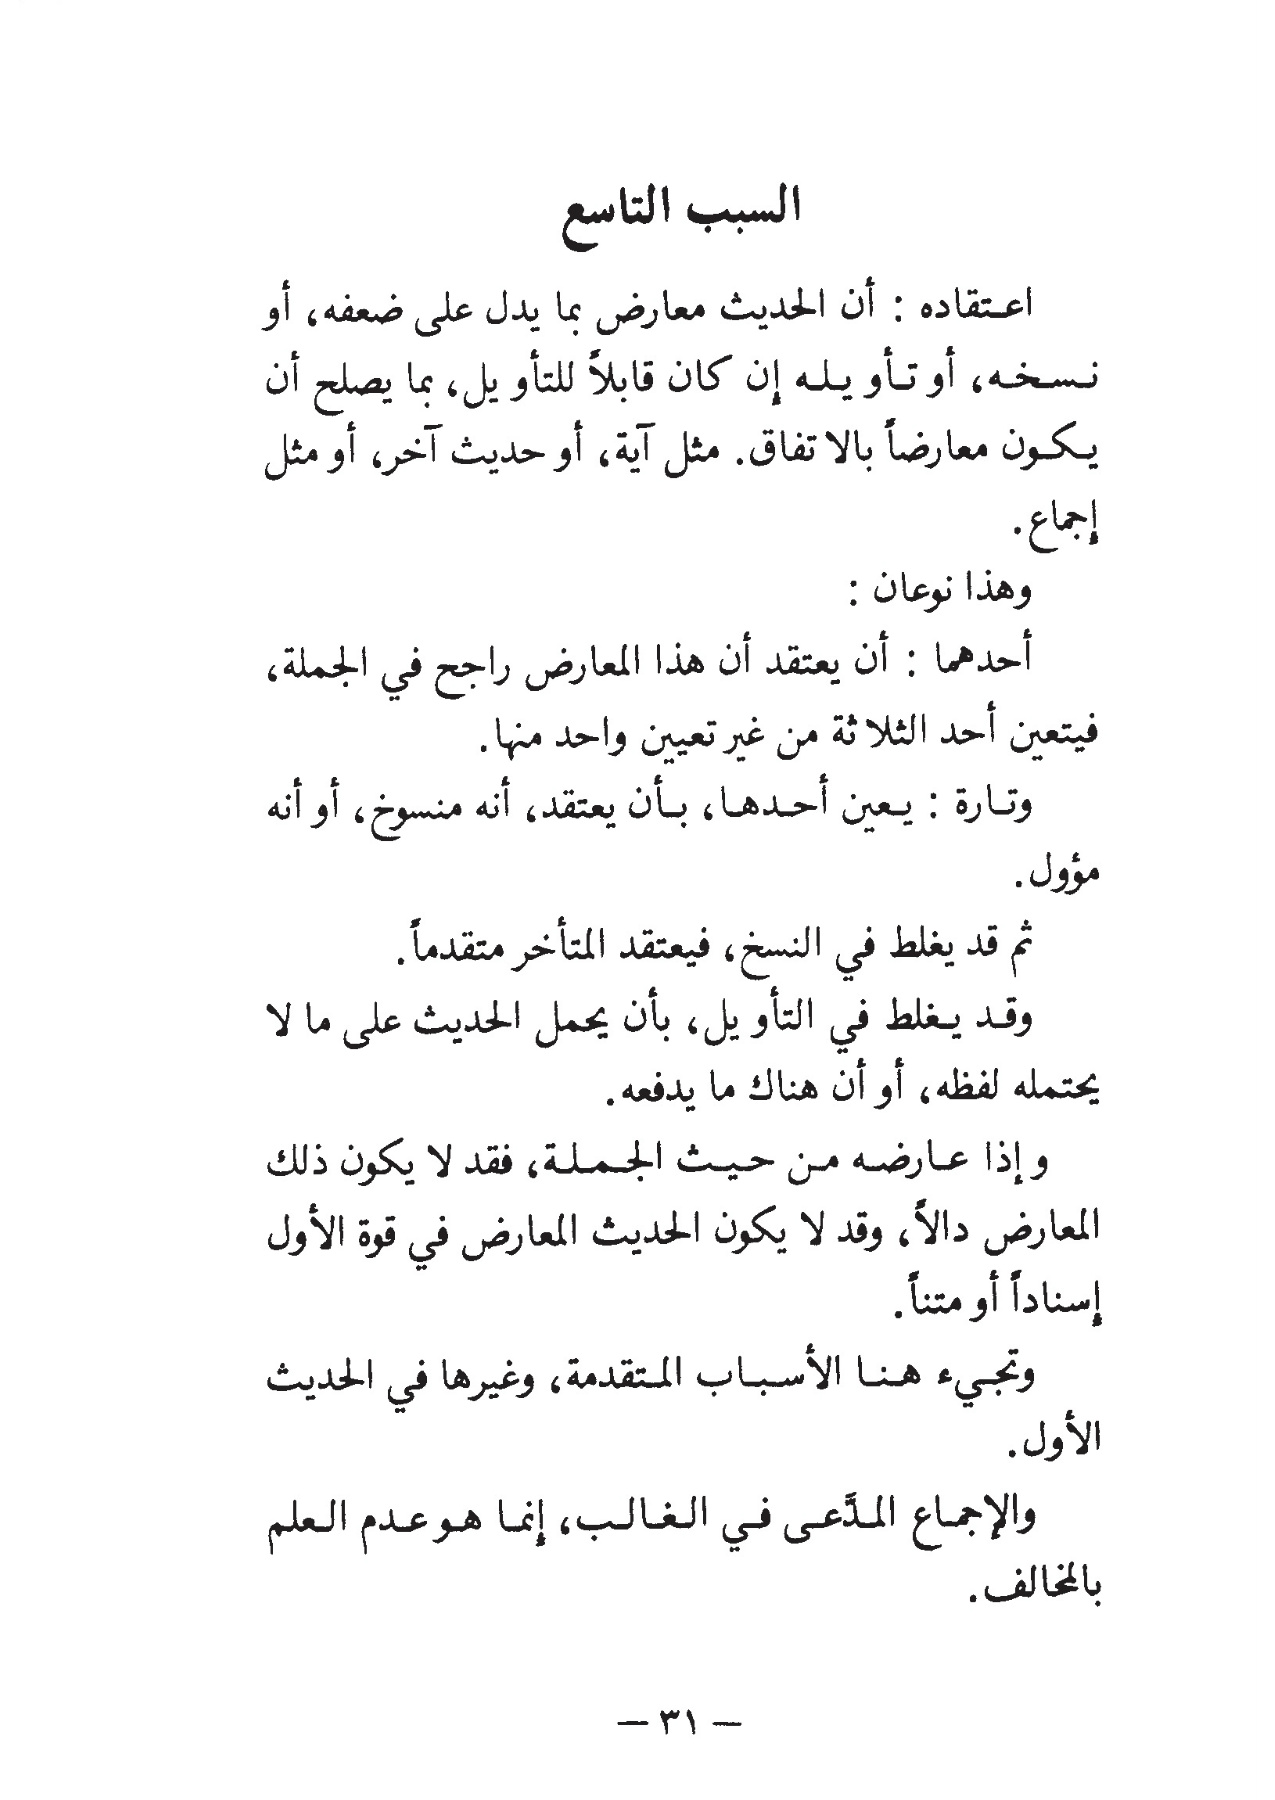 السبب التاسع
اعتقاده : أن الحديث معارض بما يدل على ضعفه، أو
نسخه، أو تأويله إن كان قابلاً للتأويل، بما يصلح أن
يكون معارضاً بالاتفاق. مثل آية، أو حديث آخر، أو مثل
إجماع.
وهذا نوعان :
أحدهما : أن يعتقد أن هذا المعارض راجح في الجملة،
فيتعين أحد الثلاثة من غير تعيين واحد منها.
وتارة : يعين أحدها، بأن يعتقد، أنه منسوخ، أو أنه
مؤول.
ثم قد يغلط في النسخ، فيعتقد المتأخر متقدماً.
وقد يغلط في التأويل، بأن يحمل الحديث على ما لا
يحتمله لفظه، أو أن هناك ما يدفعه.
وإذا عارضه من حيث الجملة، فقد لا يكون ذلك
المعارض دالاً، وقد لا يكون الحديث المعارض في قوة الأول
إسناداً أو متناً.
وتجيء هنا الأسباب المتقدمة، وغيرها في الحديث
الأول.
والإجماع المدَّعى في الغالب، إنما هو عدم العلم
بالمخالف.
— ٣١ —